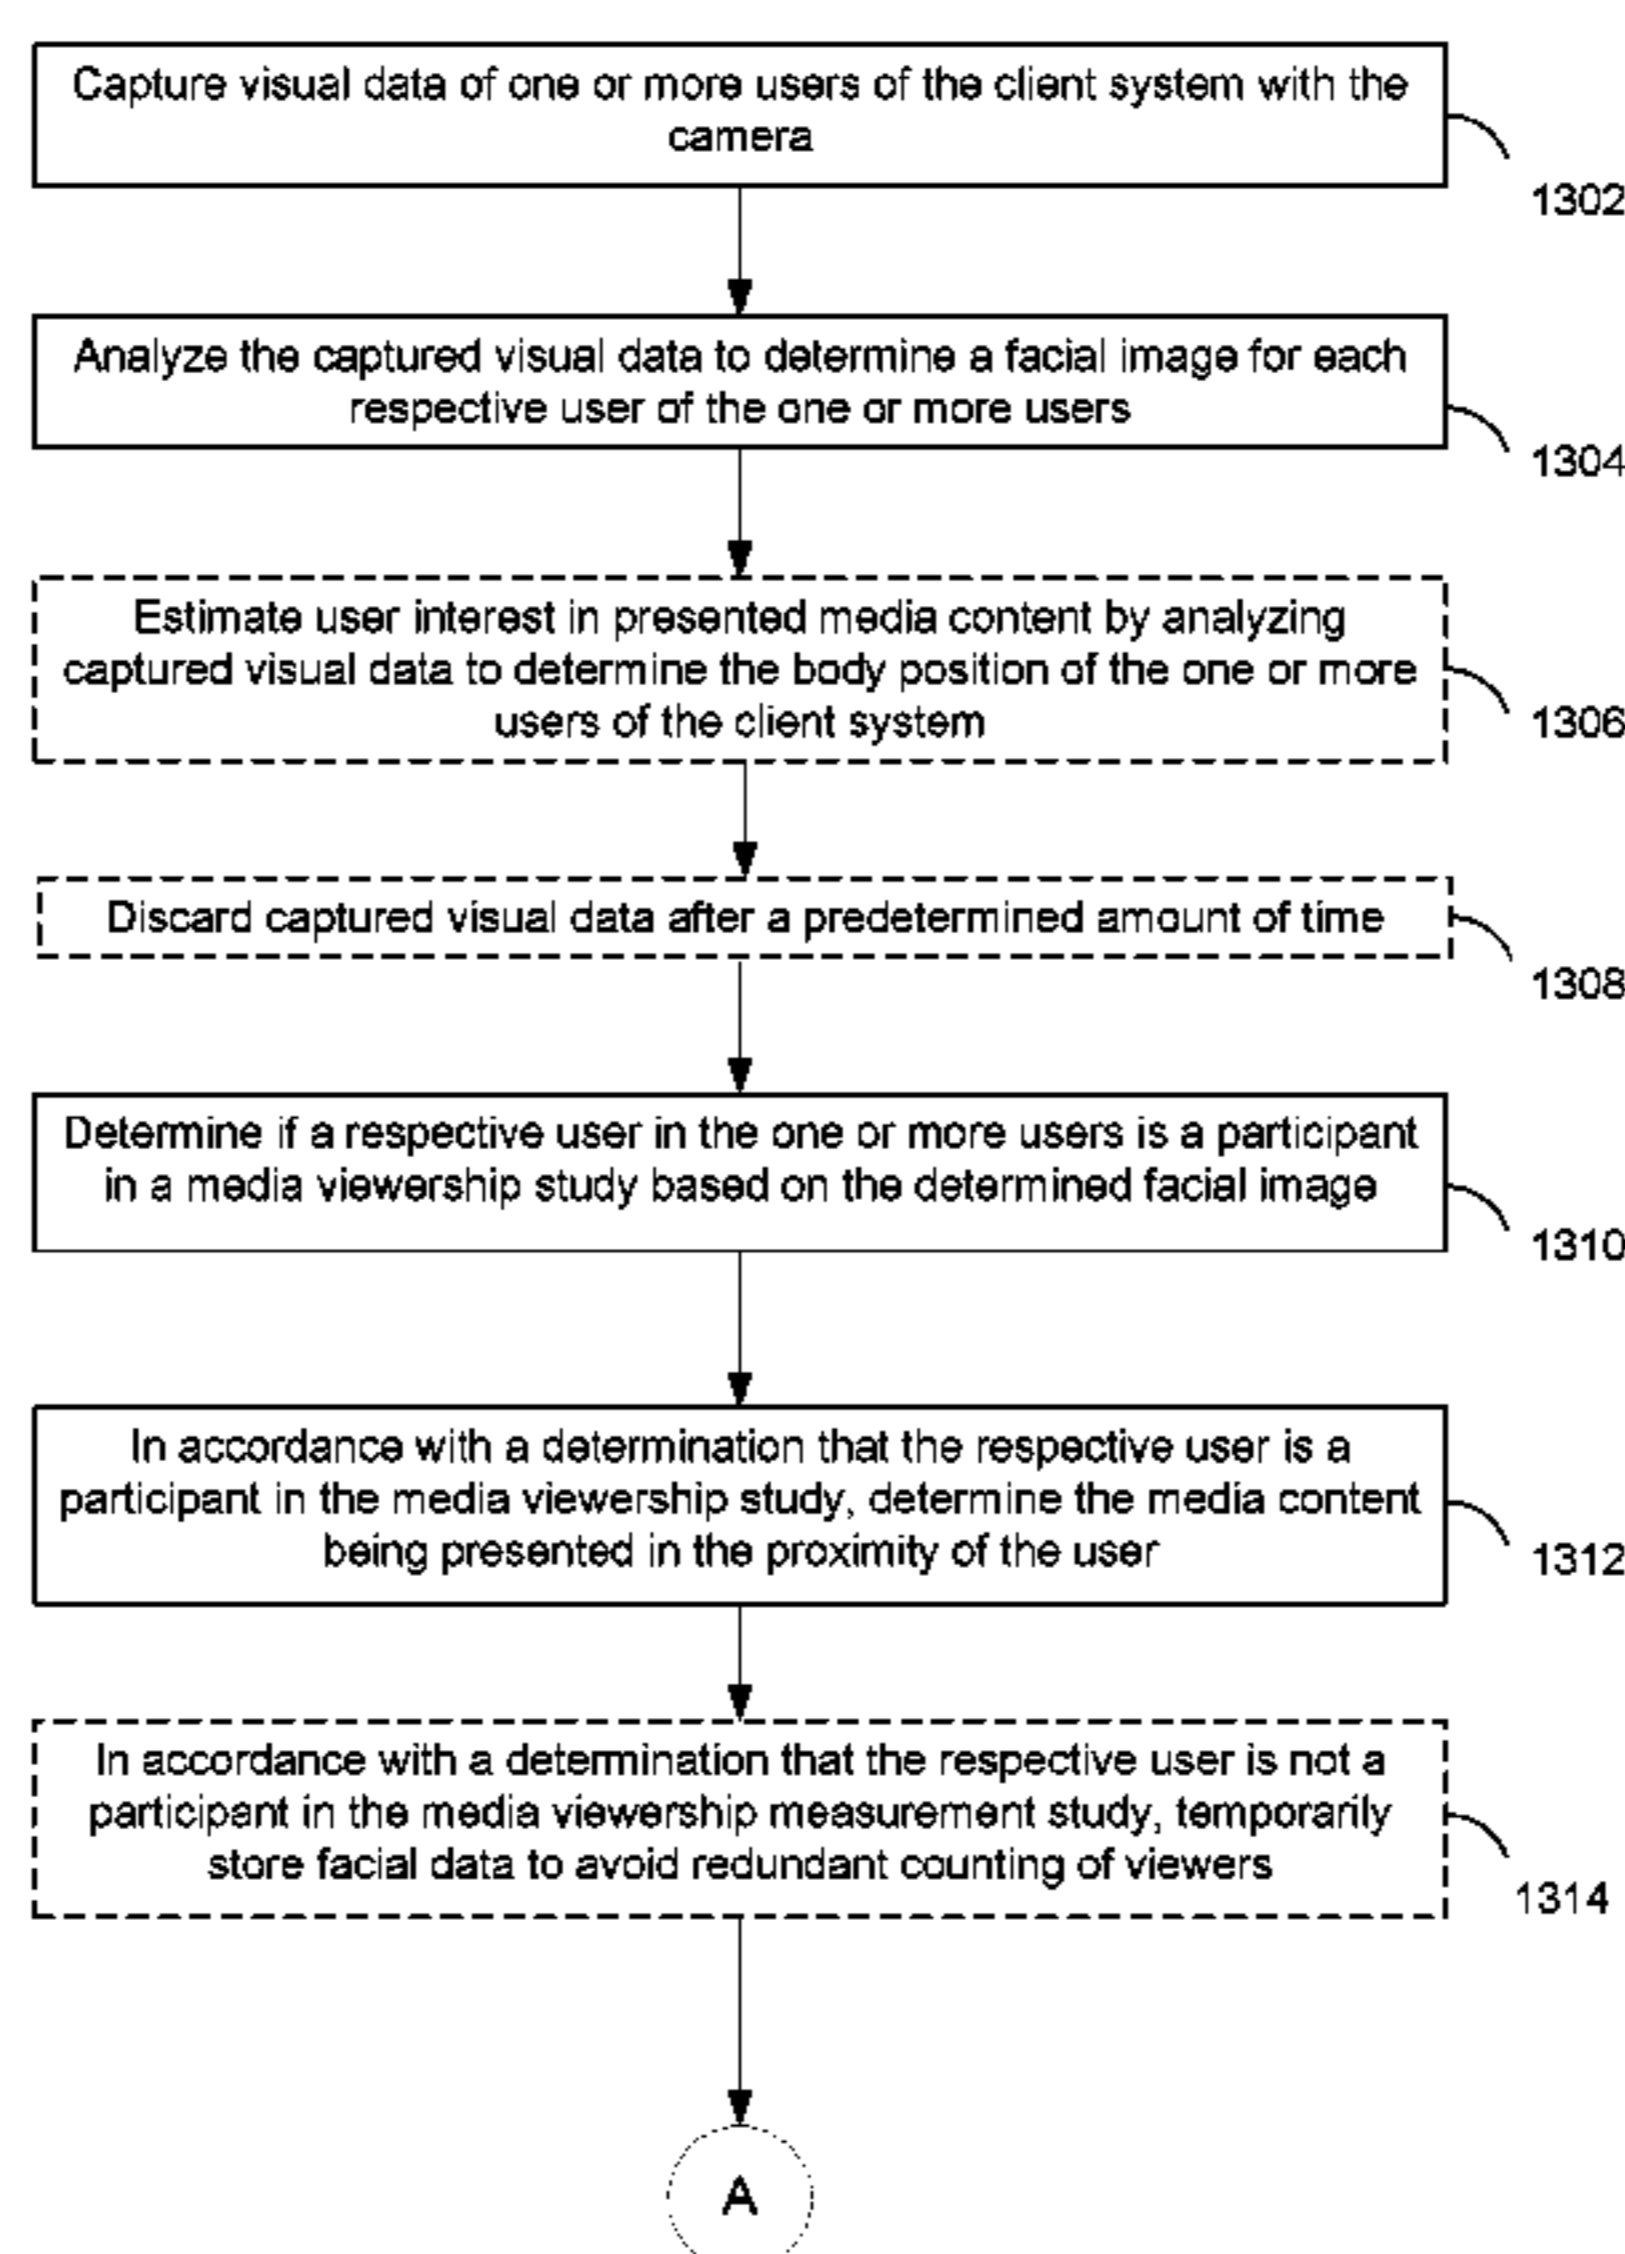 Capture visual data of one or more users of the client system with the
camera
1302
Analyze the captured visual data to determine a facial image for each
respective user of the one or more users
1304
Estimate user interest in presented media content by analyzing
captured visual data to determine the body position of the one or more
users of the client system
1306
Discard captured visual data after a predetermined amount of time
1308
Determine if a respective user in the one or more users is a participant
in a media viewership study based on the determined facial image
1310
In accordance with a determination that the respective user is a
participant in the media viewership study, determine the media content
being presented in the proximity of the user
1312
In accordance with a determination that the respective user is not a
participant in the media viewership measurement study, temporarily
store facial data to avoid redundant counting of viewers
1314
A